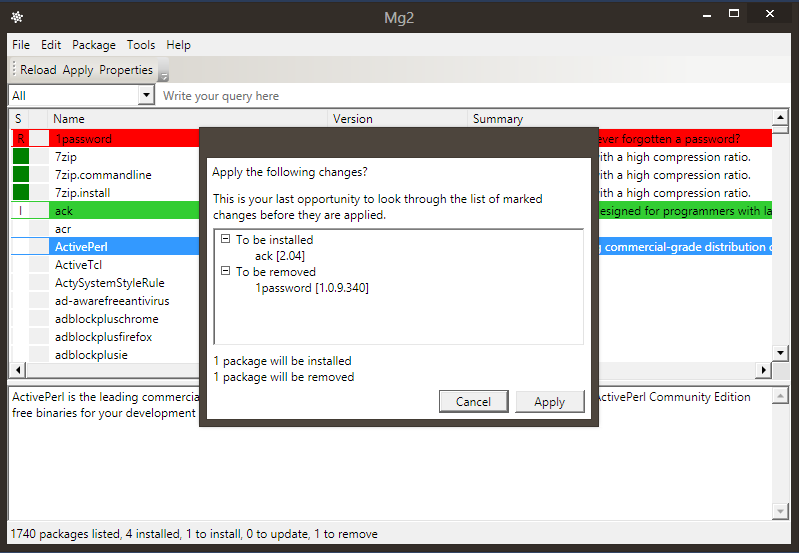 Mg2
File Edit Package Tools Help
Reload Apply Properties
All Write your query here
S Name Version Summary
R 1password ever forgotten a password?
7zip with a high compression ratio.
7zip.commandline with a high compression ratio.
7zip.install with a high compression ratio.
I ack esigned for programmers with la
acr
ActivePerl g commercial-grade distribution o
ActiveTcl
ActySystemStyleRule
ad-awarefreeantivirus
adblockpluschrome
adblockplusfirefox
adblockplusie
Apply the following changes?
This is your last opportunity to look through the list of marked
changes before they are applied.
To be installed
ack [2.04]
To be removed
1password [1.0.9.340]
1 package will be installed
1 package will be removed
Cancel Apply
ActivePerl is the leading commercia ActivePerl Community Edition
free binaries for your development
1740 packages listed, 4 installed, 1 to install, 0 to update, 1 to remove